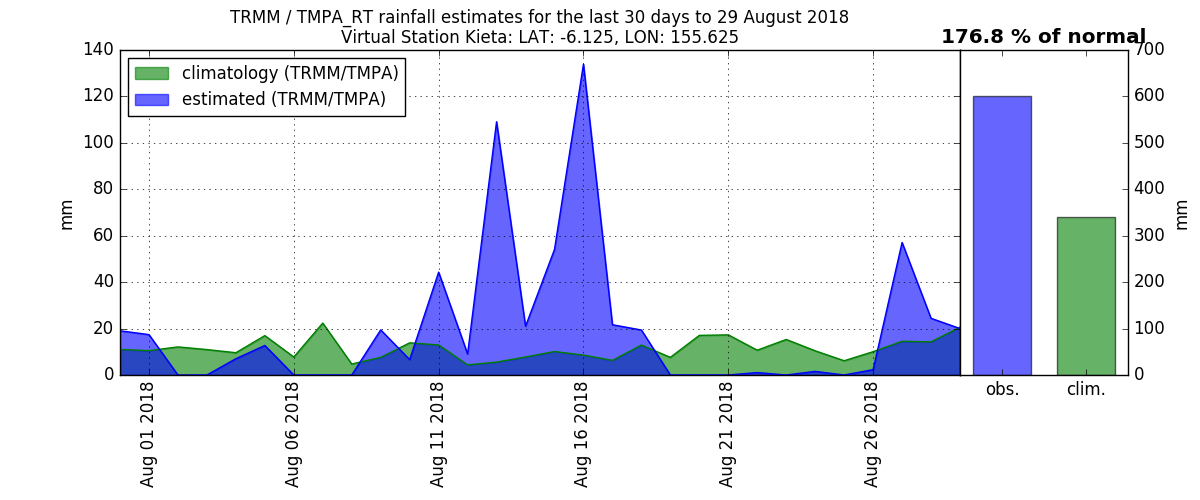 TRMM / TMPA_RT rainfall estimates for the last 30 days to 29 August 2018
Virtual Station Kieta: LAT: -6.125, LON: 155.625
176.8 % of normal
climatology (TRMM/TMPA)
estimated (TRMM/TMPA)
140
120
100
80
60
40
20
0
mm
700
600
500
400
300
200
100
0
mm
Aug 01 2018
Aug 06 2018
Aug 11 2018
Aug 16 2018
Aug 21 2018
Aug 26 2018
obs.
clim.